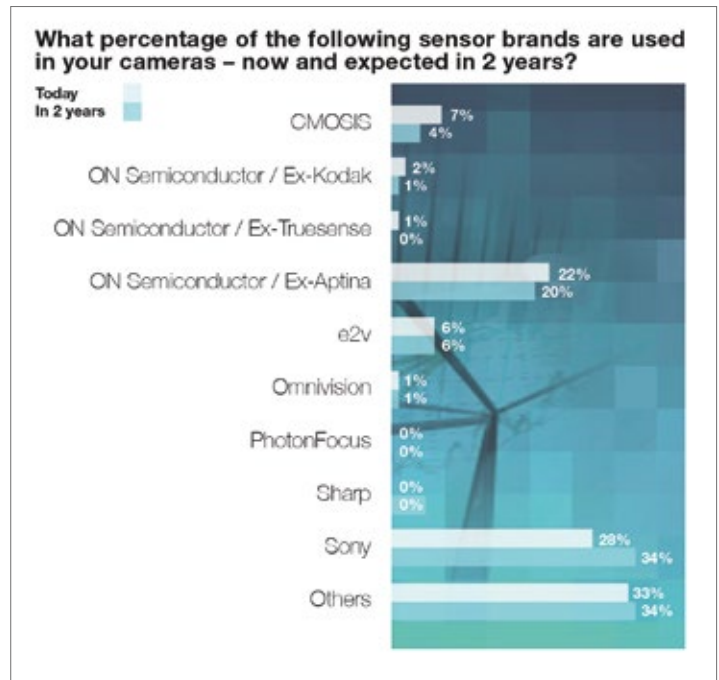 What percentage of the following sensor brands are used
in your cameras – now and expected in 2 years?
Today
In 2 years
CMOSIS
7%
4%
ON Semiconductor / Ex-Kodak
2%
1%
ON Semiconductor / Ex-Truesense
1%
0%
ON Semiconductor / Ex-Aptina
22%
20%
e2v
6%
6%
Omnivision
1%
1%
PhotonFocus
0%
0%
Sharp
0%
0%
Sony
28%
34%
Others
33%
34%